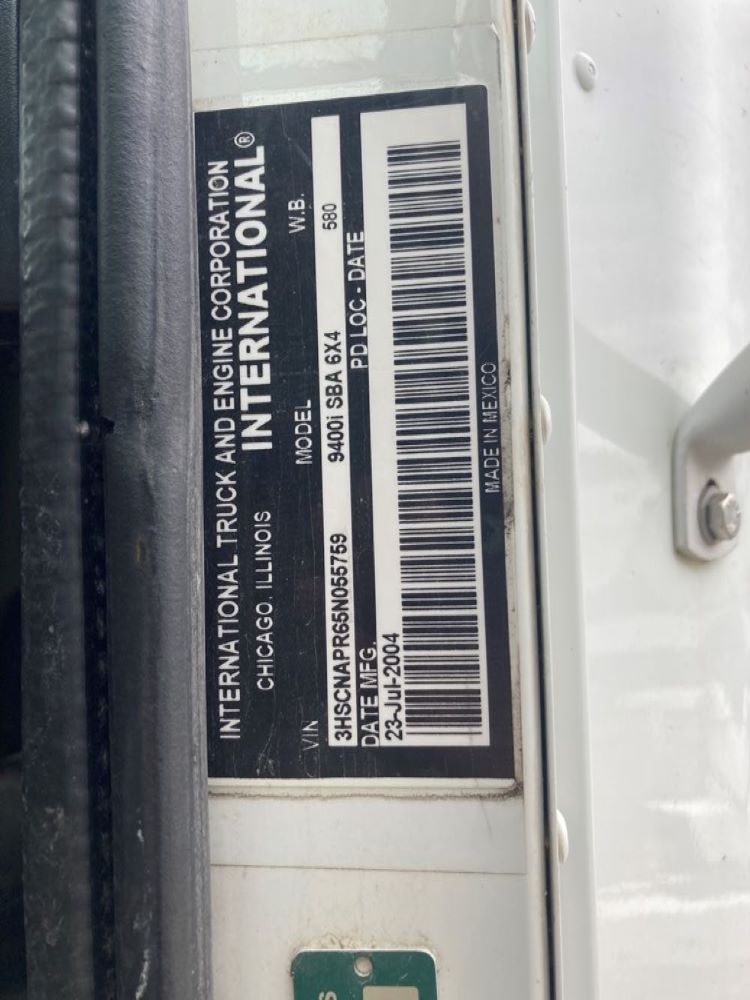 INTERNATIONAL TRUCK AND ENGINE CORPORATION
CHICAGO, ILLINOIS INTERNATIONAL®
VIN MODEL W.B.
3HSCNAPR65N055759 9400i SBA 6X4 580
DATE MFG. PD LOC - DATE
23-Jul-2004
MADE IN MEXICO